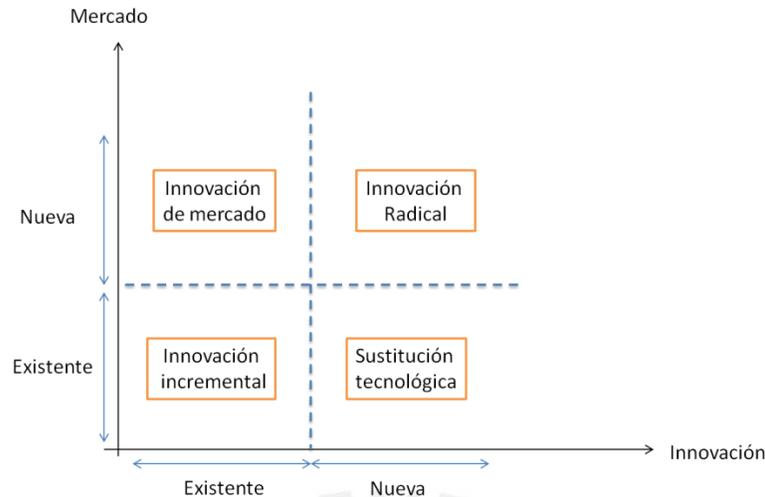 Mercado
Innovación
de mercado
Innovación
Radical
Nueva
Existente
Innovación
incremental
Sustitución
tecnológica
Innovación
Existente
Nueva